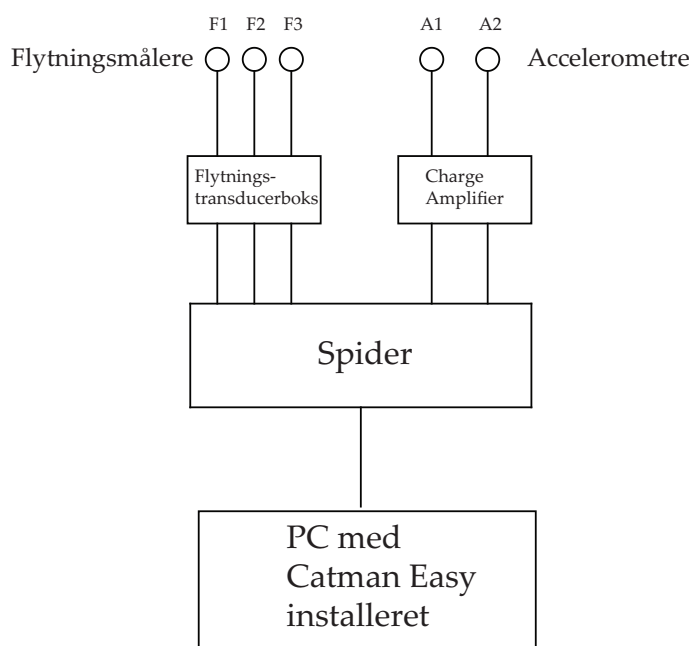 F1 F2 F3 A1 A2
Flytningsmålere Accelerometre
Flytnings-
transducerboks
Charge
Amplifier
Spider
PC med
Catman Easy
installeret